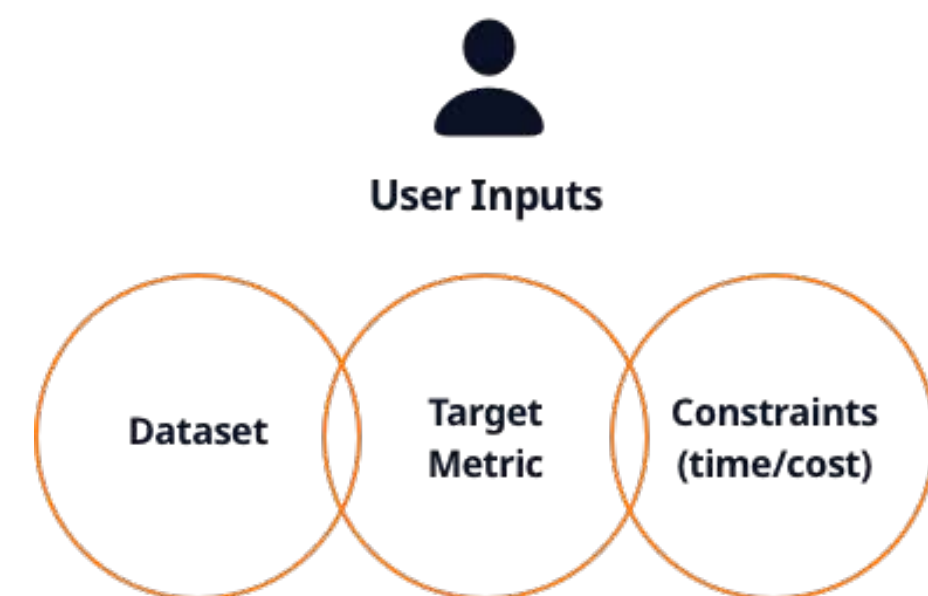 User Inputs
Dataset
Target
Metric
Constraints
(time/cost)